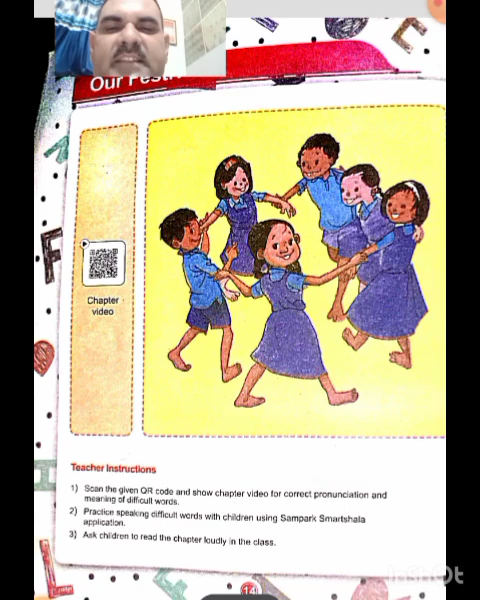 Our
Chapter
video
Teacher Instructions
1) Scan the given QR code and show chapter video for correct pronunciation and
meaning of difficult words.
2) Practice speaking difficult words with children using Sampark Smartshala
application.
3) Ask children to read the chapter loudly in the class.
InShOt